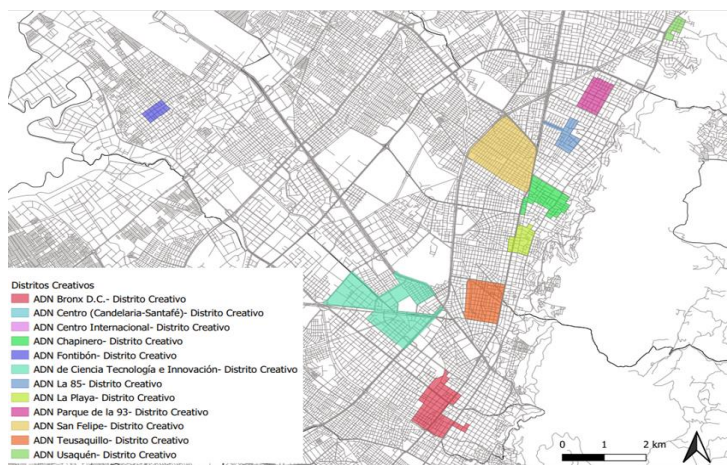 Distritos Creativos
ADN Bronx D.C.- Distrito Creativo
ADN Centro (Candelaria-Santafé)- Distrito Creativo
ADN Centro Internacional- Distrito Creativo
ADN Chapinero- Distrito Creativo
ADN Fontibón- Distrito Creativo
ADN de Ciencia Tecnología e Innovación- Distrito Creativo
ADN La 85- Distrito Creativo
ADN La Playa- Distrito Creativo
ADN Parque de la 93- Distrito Creativo
ADN San Felipe- Distrito Creativo
ADN Teusaquillo- Distrito Creativo
ADN Usaquén- Distrito Creativo
0 1 2 km